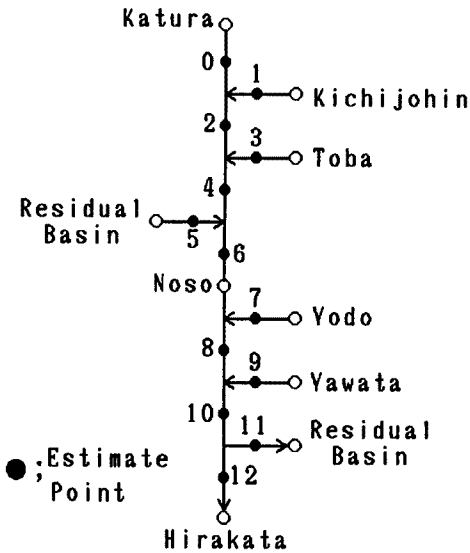 Katura
0
1
Kichijohin
2
3
Toba
4
Residual
Basin
5
6
Noso
7
Yodo
8
9
Yawata
10
11
Residual
Basin
;Estimate
Point
12
Hirakata